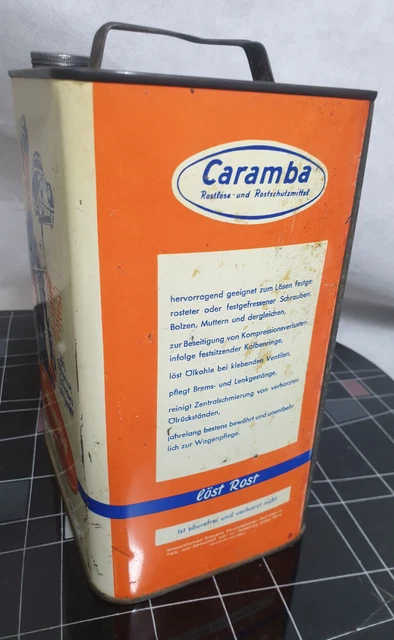 Caramba
Rostlöse- und Rostschutzmittel
hervorragend geeignet zum Lösen festge-
rosteter oder festgefressener Schrauben,
Bolzen, Muttern und dergleichen,
zur Beseitigung von Kompressionsverlusten
infolge festsitzender Kolbenringe,
löst Ölkohle bei klebenden Ventilen,
pflegt Brems- und Lenkgestänge,
reinigt Zentralschmierung von verharzten
Ölrückständen,
jahrelang bestens bewährt und unentbehr-
lich zur Wagenpflege.
löst Rost
Ist säurefrei und verharzt nicht